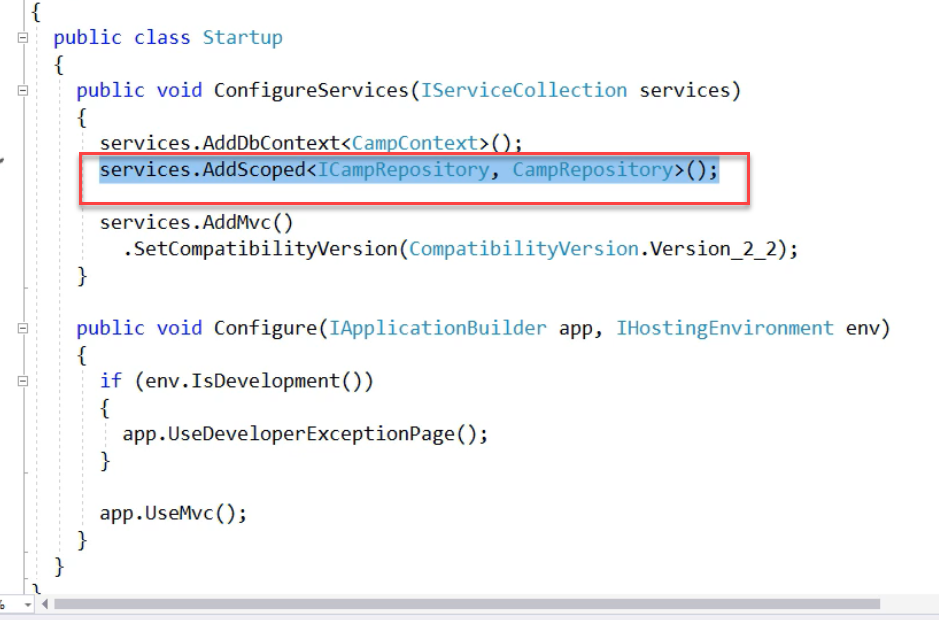 {
public class Startup
{
public void ConfigureServices(IServiceCollection services)
{
services.AddDbContext<CampContext>();
services.AddScoped<ICampRepository, CampRepository>();
services.AddMvc()
.SetCompatibilityVersion(CompatibilityVersion.Version_2_2);
}
public void Configure(IApplicationBuilder app, IHostingEnvironment env)
{
if (env.IsDevelopment())
{
app.UseDeveloperExceptionPage();
}
app.UseMvc();
}
}
}